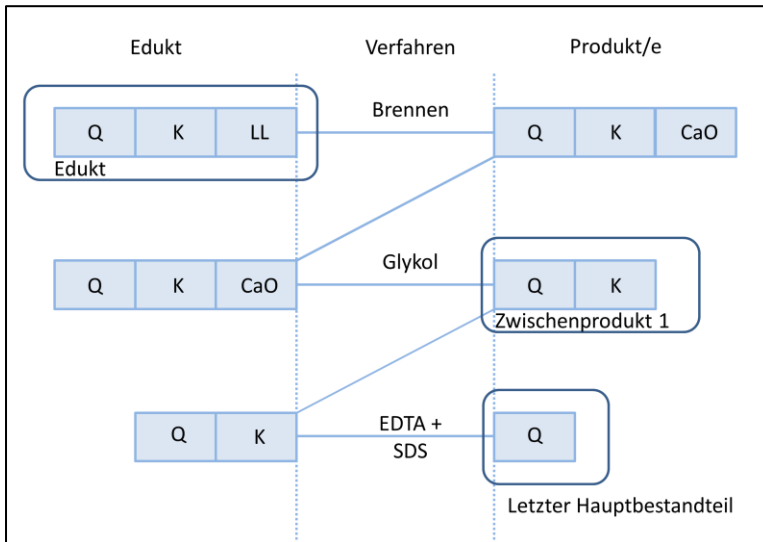 Edukt Verfahren Produkt/e
Brennen
Q K LL Q K CaO
Edukt
Glykol
Q K CaO Q K
Zwischenprodukt 1
EDTA +
Q K Q
SDS
Letzter Hauptbestandteil